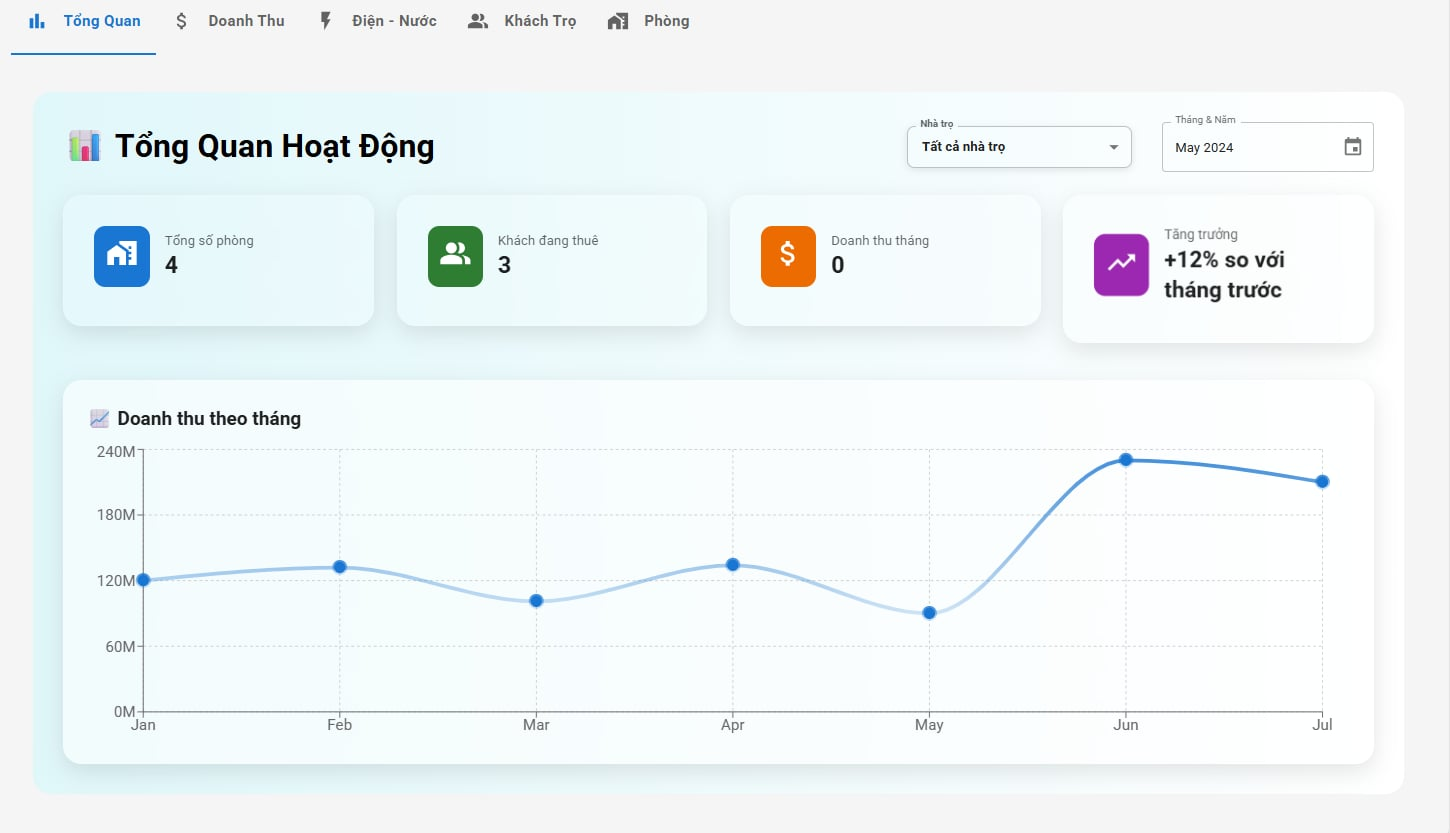 Tổng Quan
Doanh Thu
Điện - Nước
Khách Trọ
Phòng
Tổng Quan Hoạt Động
Nhà trọ
Tất cả nhà trọ
Tháng & Năm
May 2024
Tổng số phòng
4
Khách đang thuê
3
Doanh thu tháng
0
Tăng trưởng
+12% so với
tháng trước
Doanh thu theo tháng
240M
180M
120M
60M
0M
Jan
Feb
Mar
Apr
May
Jun
Jul